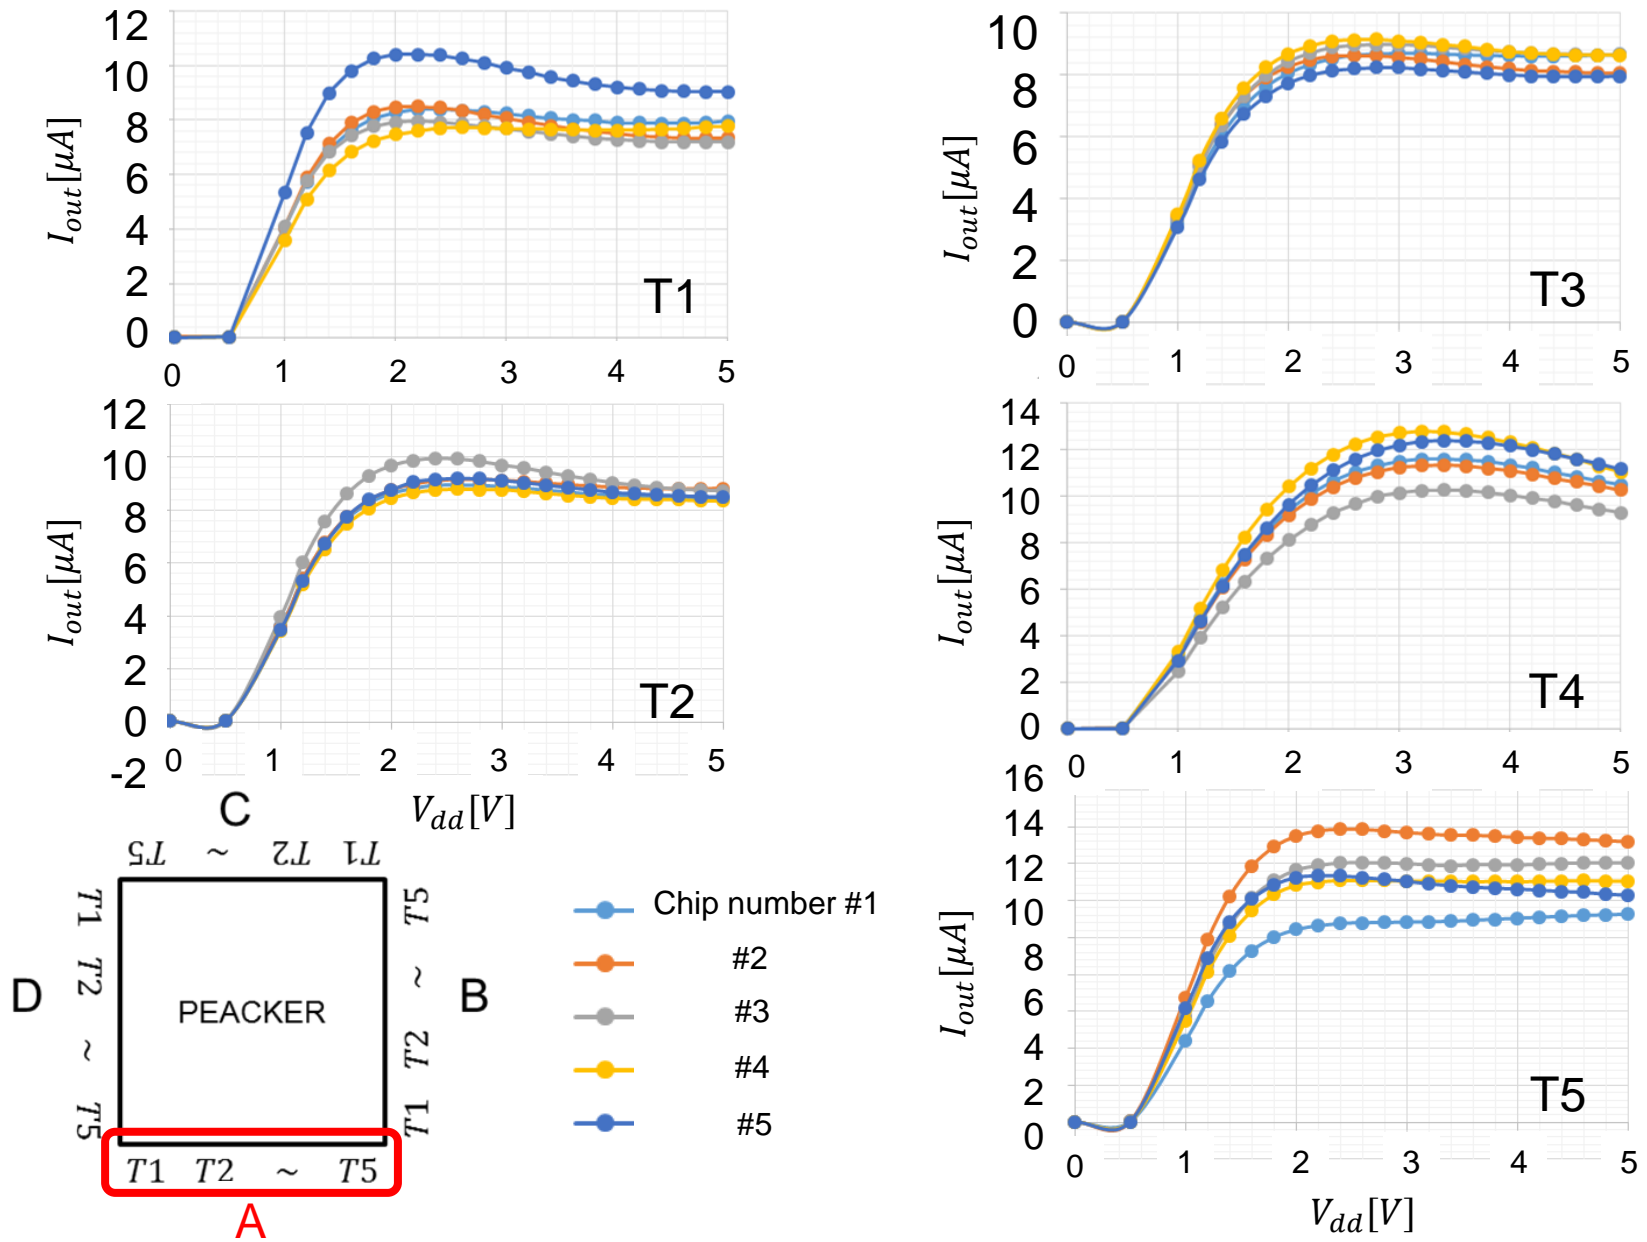 12
10
8
6
4
2
0
I_out[μA]
T1
0 1 2 3 4 5
10
8
6
4
2
0
I_out[μA]
T3
0 1 2 3 4 5
12
10
8
6
4
2
0
-2
I_out[μA]
T2
0 1 2 3 4 5
V_dd[V]
14
12
10
8
6
4
2
0
I_out[μA]
T4
0 1 2 3 4 5
16
14
12
10
8
6
4
2
0
I_out[μA]
T5
0 1 2 3 4 5
V_dd[V]
C
T5 ~ T2 T1
D
T1 T2 ~ T5
PEACKER
T5 ~ T2 T1
B
T1 T2 ~ T5
A
Chip number #1
#2
#3
#4
#5